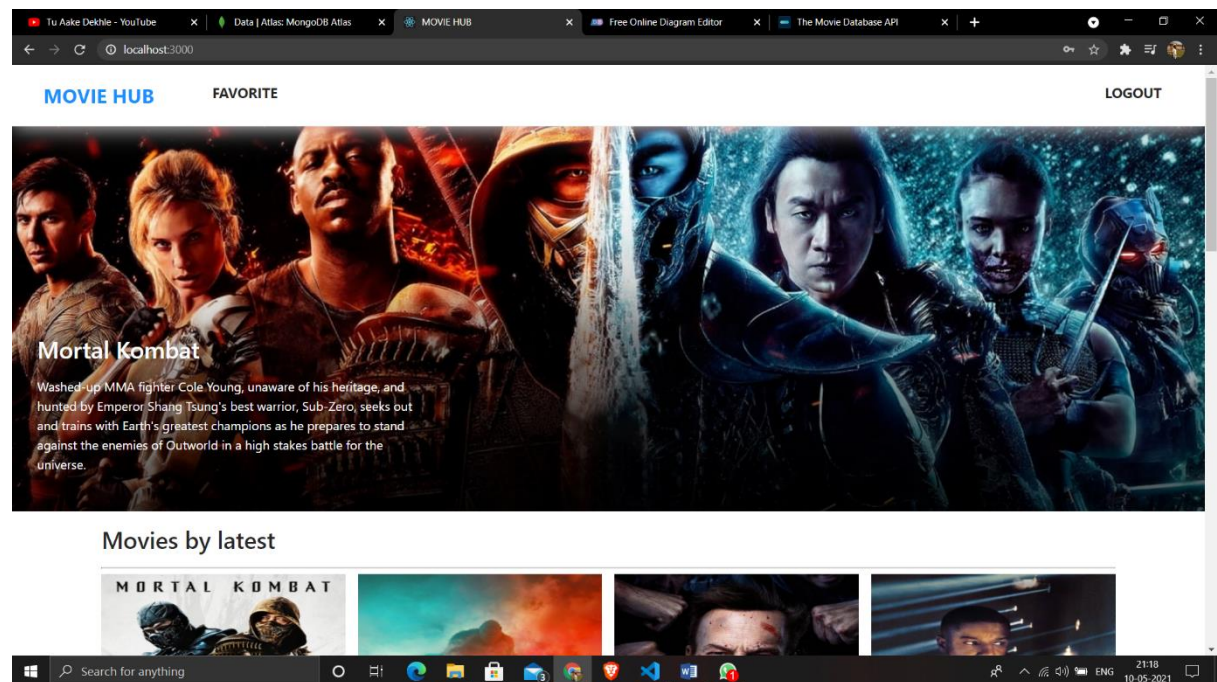 Tu Aake Dekhle - YouTube
Data | Atlas: MongoDB Atlas
MOVIE HUB
Free Online Diagram Editor
The Movie Database API
localhost:3000
MOVIE HUB
FAVORITE
LOGOUT
Mortal Kombat
Washed-up MMA fighter Cole Young, unaware of his heritage, and
hunted by Emperor Shang Tsung's best warrior, Sub-Zero, seeks out
and trains with Earth's greatest champions as he prepares to stand
against the enemies of Outworld in a high stakes battle for the
universe.
Movies by latest
MORTAL KOMBAT
Search for anything
3
ENG
21:18
10-05-2021